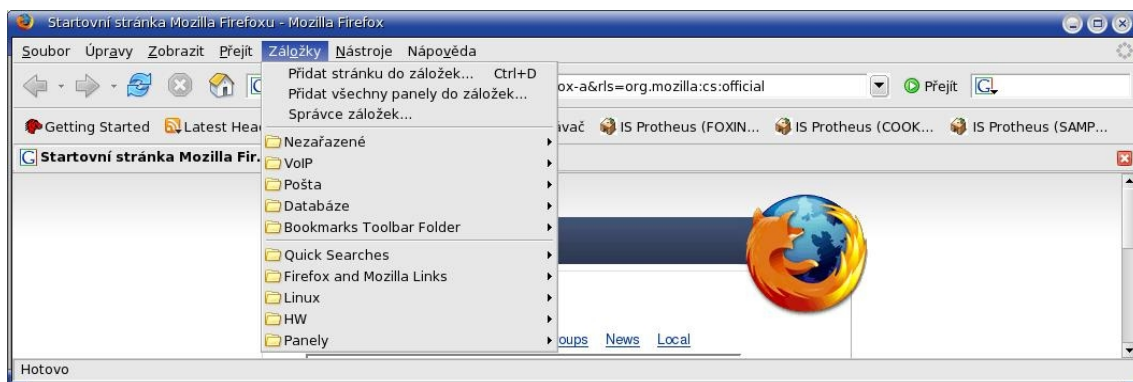 Startovní stránka Mozilla Firefoxu - Mozilla Firefox
Soubor Úpravy Zobrazit Přejít Záložky Nástroje Nápověda
Přidat stránku do záložek... Ctrl+D
Přidat všechny panely do záložek...
Správce záložek...
Nezařazené
VoIP
Pošta
Databáze
Bookmarks Toolbar Folder
Quick Searches
Firefox and Mozilla Links
Linux
HW
Panely
ox-a&rls=org.mozilla:cs:official Přejít
Getting Started Latest Hea
ívač IS Protheus (FOXIN... IS Protheus (COOK... IS Protheus (SAMP...
Startovní stránka Mozilla Fir.
oups News Local
Hotovo